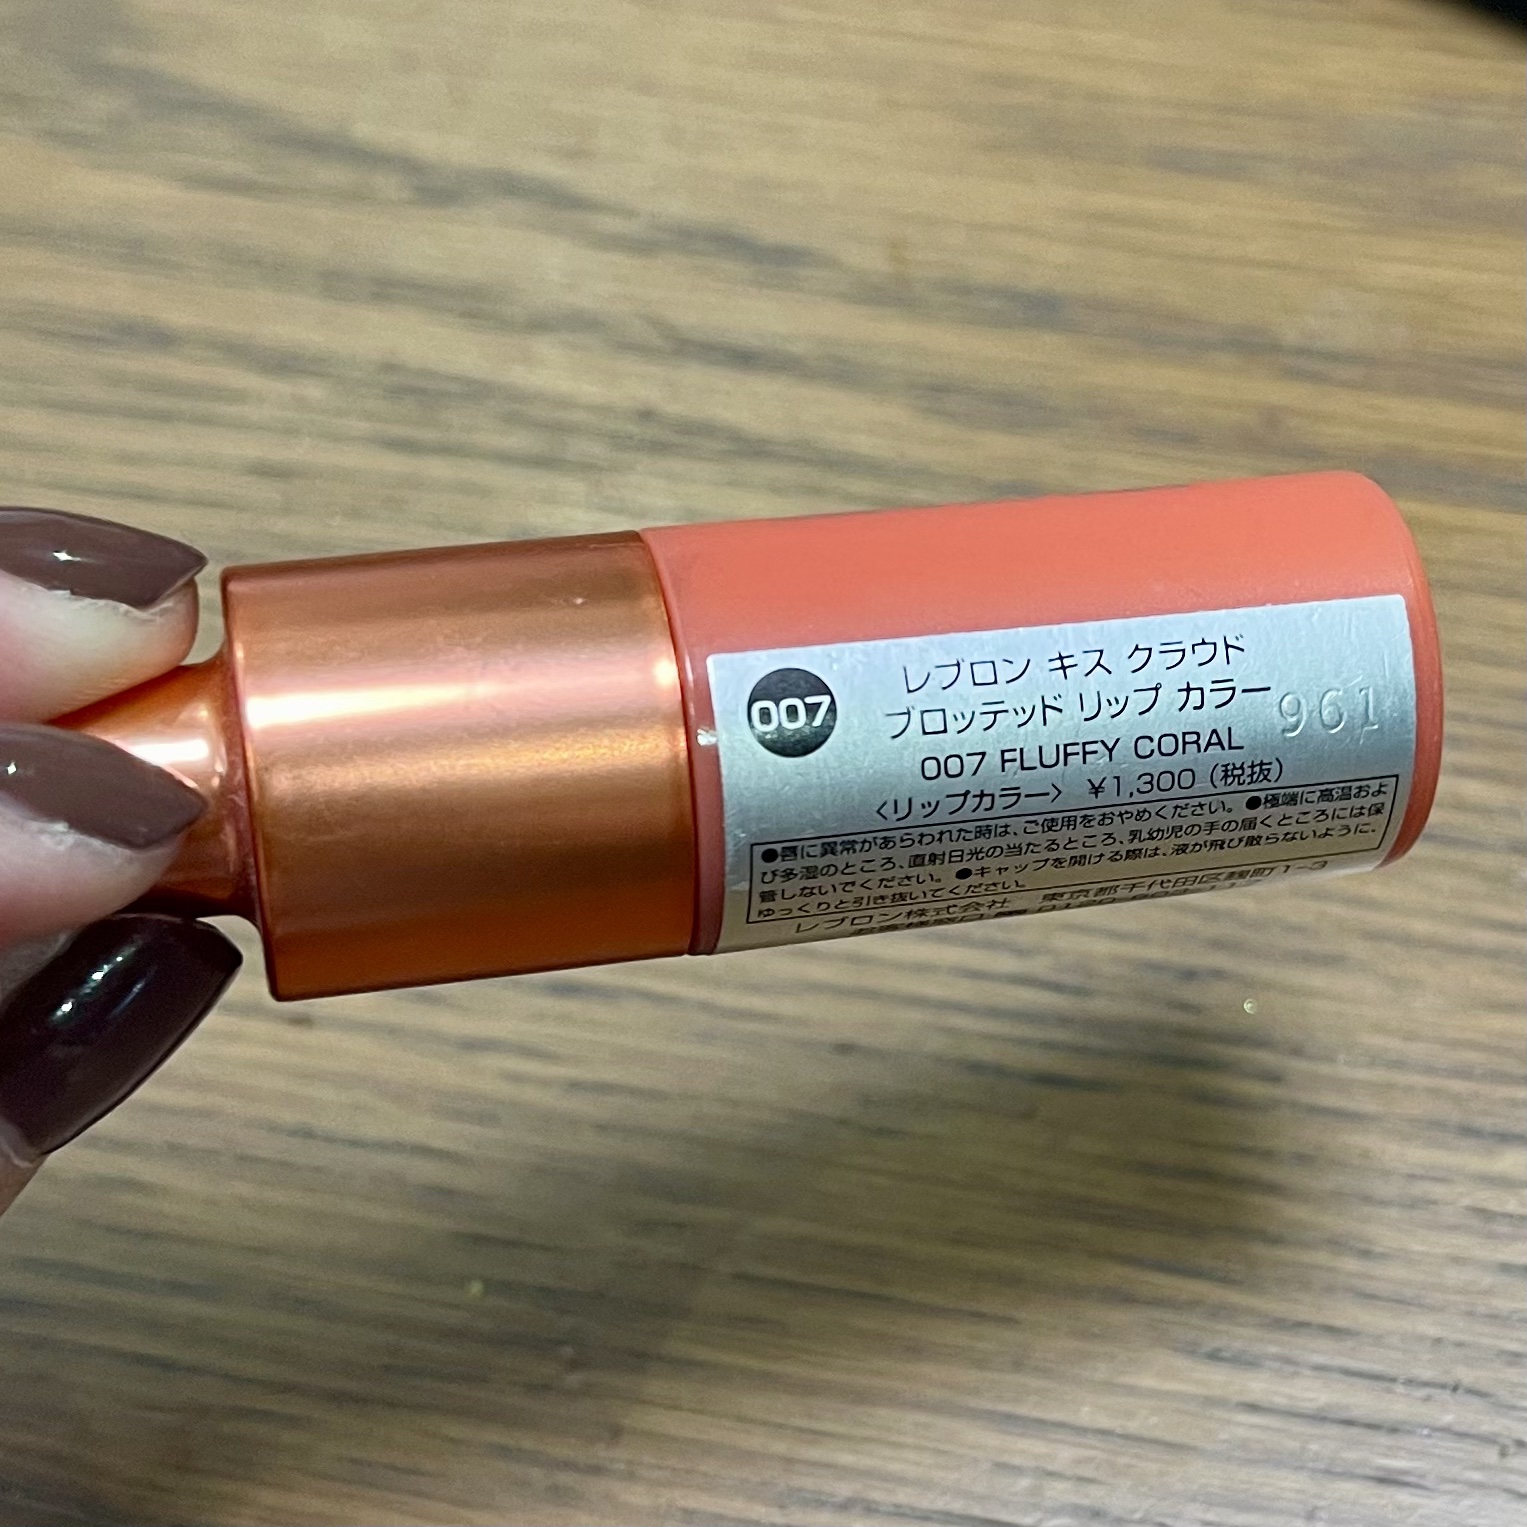 007
レブロン キス クラウド
ブロッテッド リップ カラー
961
007 FLUFFY CORAL
〈リップカラー〉 ¥1,300 (税抜)
●唇に異常があらわれた時は、ご使用をおやめください。●極端に高温およ
び多湿のところ、直射日光の当たるところ、乳幼児の手の届くところには保
管しないでください。●キャップを開ける際は、液が飛び散らないように、
ゆっくりと引き抜いてください。
レブロン株式会社 東京都千代田区麹町1-3